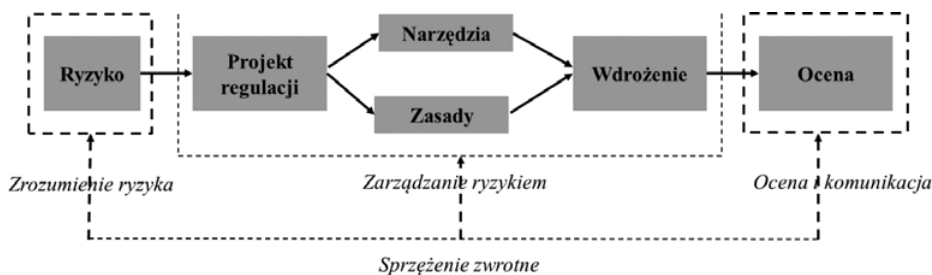 Ryzyko
Projekt
regulacji
Narzędzia
Zasady
Wdrożenie
Ocena
Zrozumienie ryzyka
Zarządzanie ryzykiem
Ocena i komunikacja
Sprzężenie zwrotne